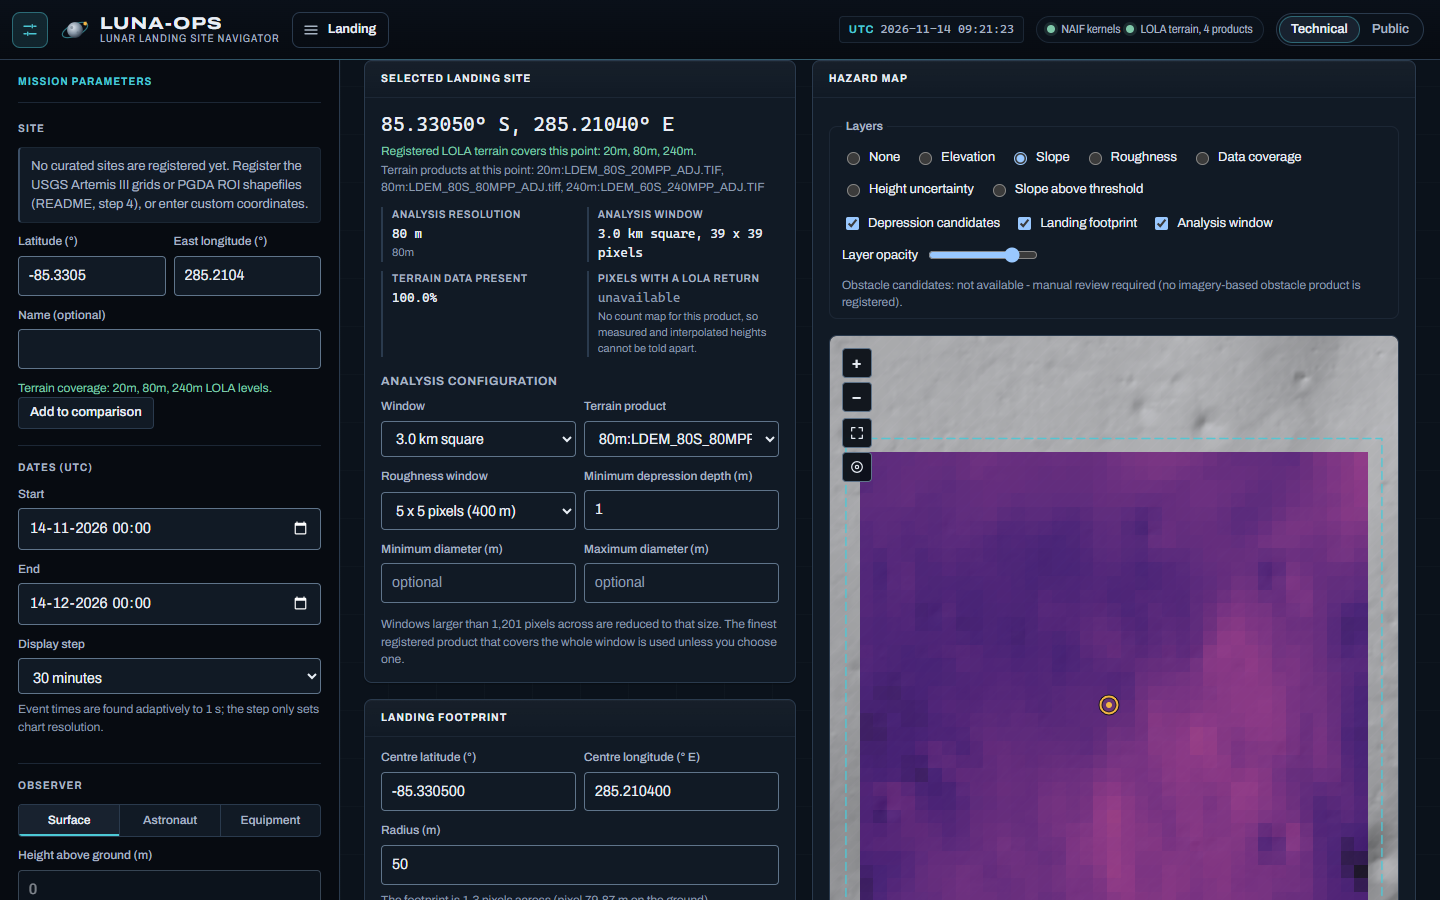 LUNA-OPS
LUNAR LANDING SITE NAVIGATOR
Landing
UTC 2026-11-14 09:21:23
NAIF kernels
LOLA terrain, 4 products
Technical
Public
MISSION PARAMETERS
SITE
No curated sites are registered yet. Register the
USGS Artemis III grids or PGDA ROI shapefiles
(README, step 4), or enter custom coordinates.
Latitude (°)
East longitude (°)
-85.3305
285.2104
Name (optional)
Terrain coverage: 20m, 80m, 240m LOLA levels.
Add to comparison
DATES (UTC)
Start
14-11-2026 00:00
End
14-12-2026 00:00
Display step
30 minutes
Event times are found adaptively to 1 s; the step only sets
chart resolution.
OBSERVER
Surface
Astronaut
Equipment
Height above ground (m)
0
SELECTED LANDING SITE
85.33050° S, 285.21040° E
Registered LOLA terrain covers this point: 20m, 80m, 240m.
Terrain products at this point: 20m:LDEM_80S_20MPP_ADJ.TIF,
80m:LDEM_80S_80MPP_ADJ.tiff, 240m:LDEM_60S_240MPP_ADJ.TIF
ANALYSIS RESOLUTION
80 m
80m
ANALYSIS WINDOW
3.0 km square, 39 x 39
pixels
TERRAIN DATA PRESENT
100.0%
PIXELS WITH A LOLA RETURN
unavailable
No count map for this product, so
measured and interpolated heights
cannot be told apart.
ANALYSIS CONFIGURATION
Window
Terrain product
3.0 km square
80m:LDEM_80S_80MPF
Roughness window
Minimum depression depth (m)
5 x 5 pixels (400 m)
1
Minimum diameter (m)
Maximum diameter (m)
optional
optional
Windows larger than 1,201 pixels across are reduced to that size. The finest
registered product that covers the whole window is used unless you choose
one.
LANDING FOOTPRINT
Centre latitude (°)
Centre longitude (° E)
-85.330500
285.210400
Radius (m)
50
The footprint is 1.3 pixels across (pixel 79.87 m on the ground)
HAZARD MAP
Layers
None
Elevation
Slope
Roughness
Data coverage
Height uncertainty
Slope above threshold
Depression candidates
Landing footprint
Analysis window
Layer opacity
Obstacle candidates: not available - manual review required (no imagery-based obstacle product is
registered).
+
−